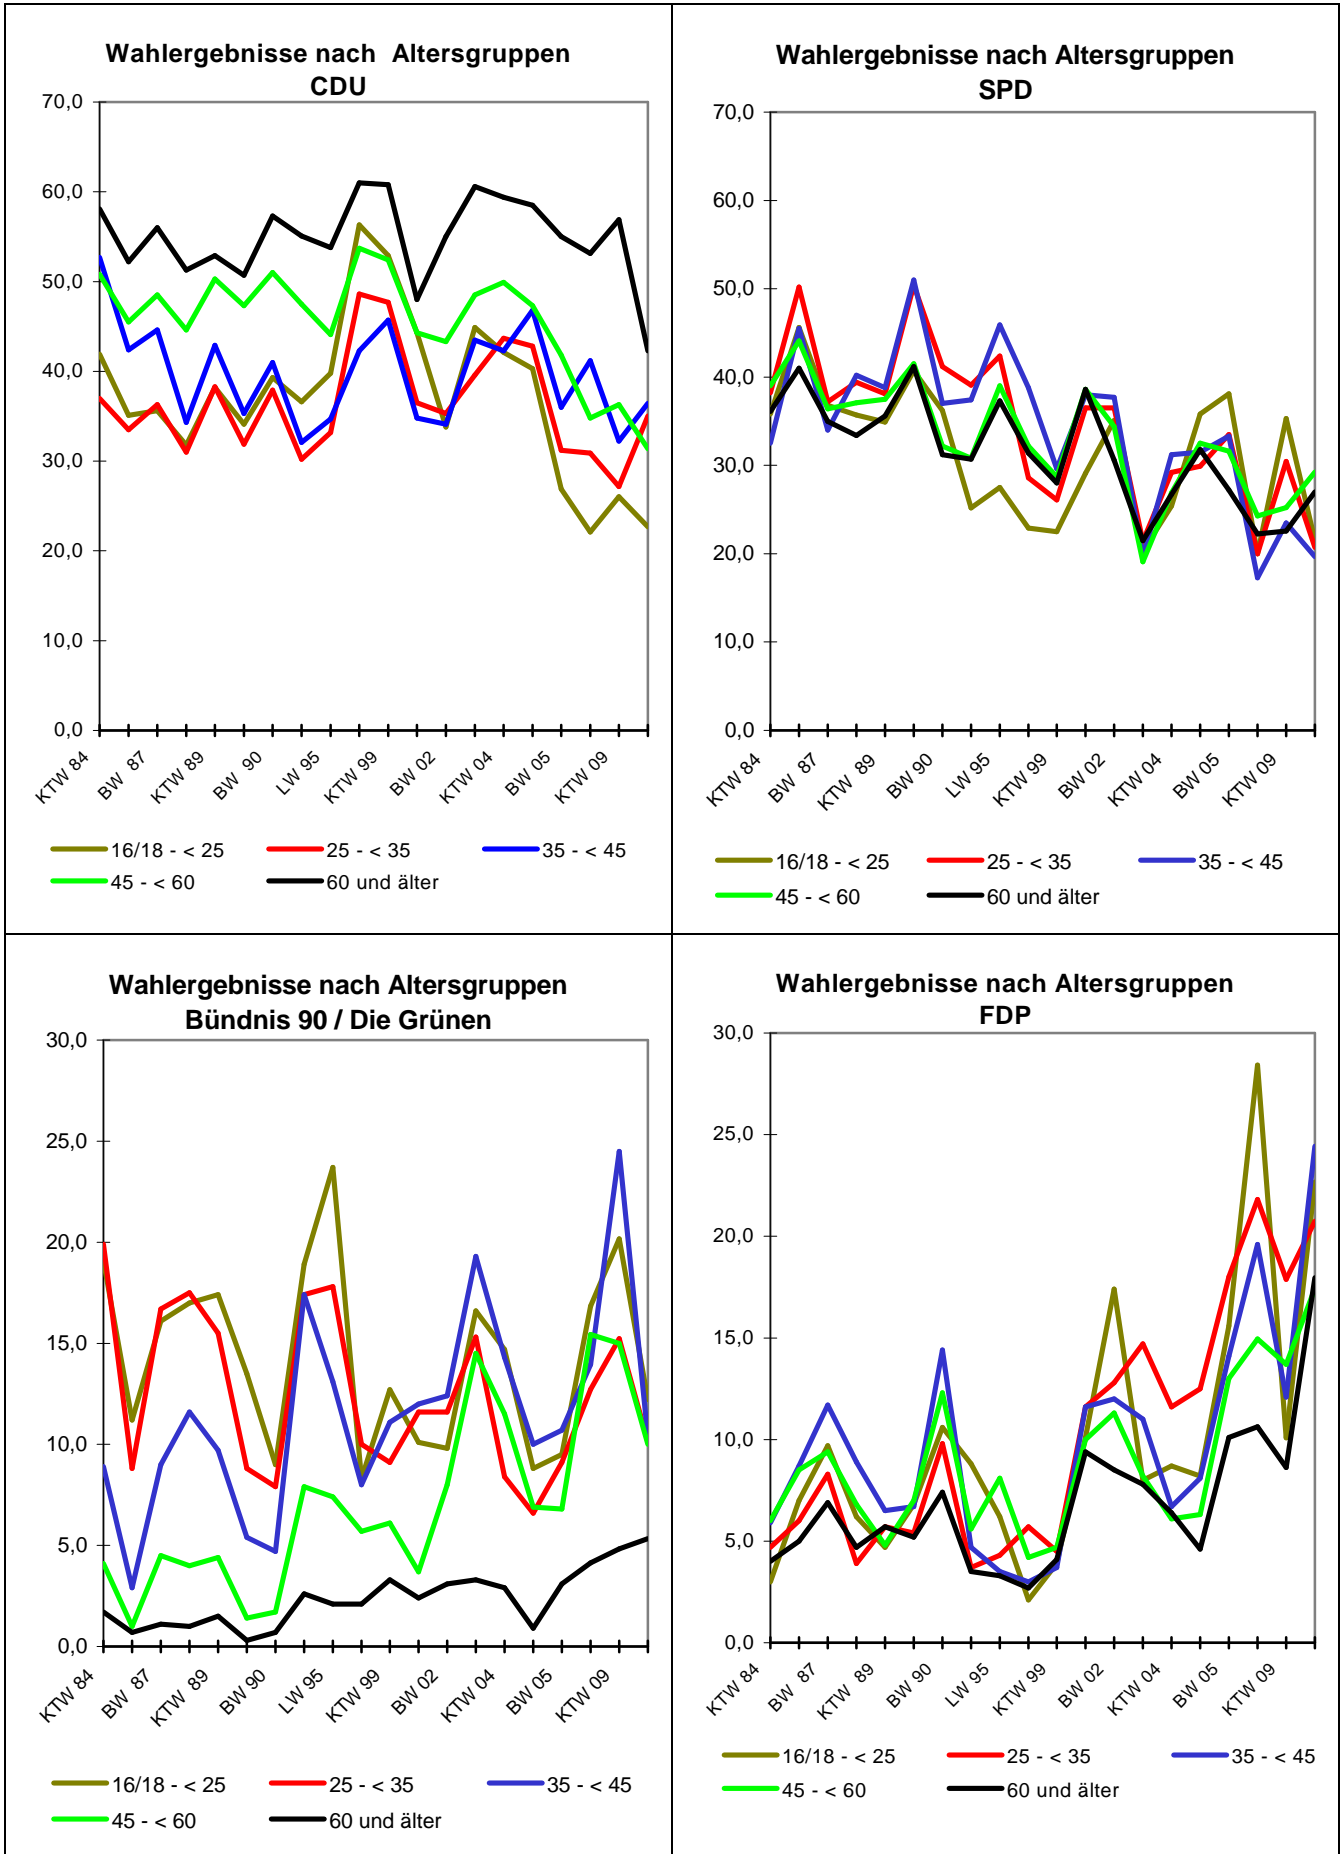 Wahlergebnisse nach Altersgruppen
CDU
70,0
60,0
50,0
40,0
30,0
20,0
10,0
0,0
KTW 84
BW 87
KTW 89
BW 90
LW 95
KTW 99
BW 02
KTW 04
BW 05
KTW 09
16/18 - < 25
25 - < 35
35 - < 45
45 - < 60
60 und älter
Wahlergebnisse nach Altersgruppen
SPD
70,0
60,0
50,0
40,0
30,0
20,0
10,0
0,0
KTW 84
BW 87
KTW 89
BW 90
LW 95
KTW 99
BW 02
KTW 04
BW 05
KTW 09
16/18 - < 25
25 - < 35
35 - < 45
45 - < 60
60 und älter
Wahlergebnisse nach Altersgruppen
Bündnis 90 / Die Grünen
30,0
25,0
20,0
15,0
10,0
5,0
0,0
KTW 84
BW 87
KTW 89
BW 90
LW 95
KTW 99
BW 02
KTW 04
BW 05
KTW 09
16/18 - < 25
25 - < 35
35 - < 45
45 - < 60
60 und älter
Wahlergebnisse nach Altersgruppen
FDP
30,0
25,0
20,0
15,0
10,0
5,0
0,0
KTW 84
BW 87
KTW 89
BW 90
LW 95
KTW 99
BW 02
KTW 04
BW 05
KTW 09
16/18 - < 25
25 - < 35
35 - < 45
45 - < 60
60 und älter